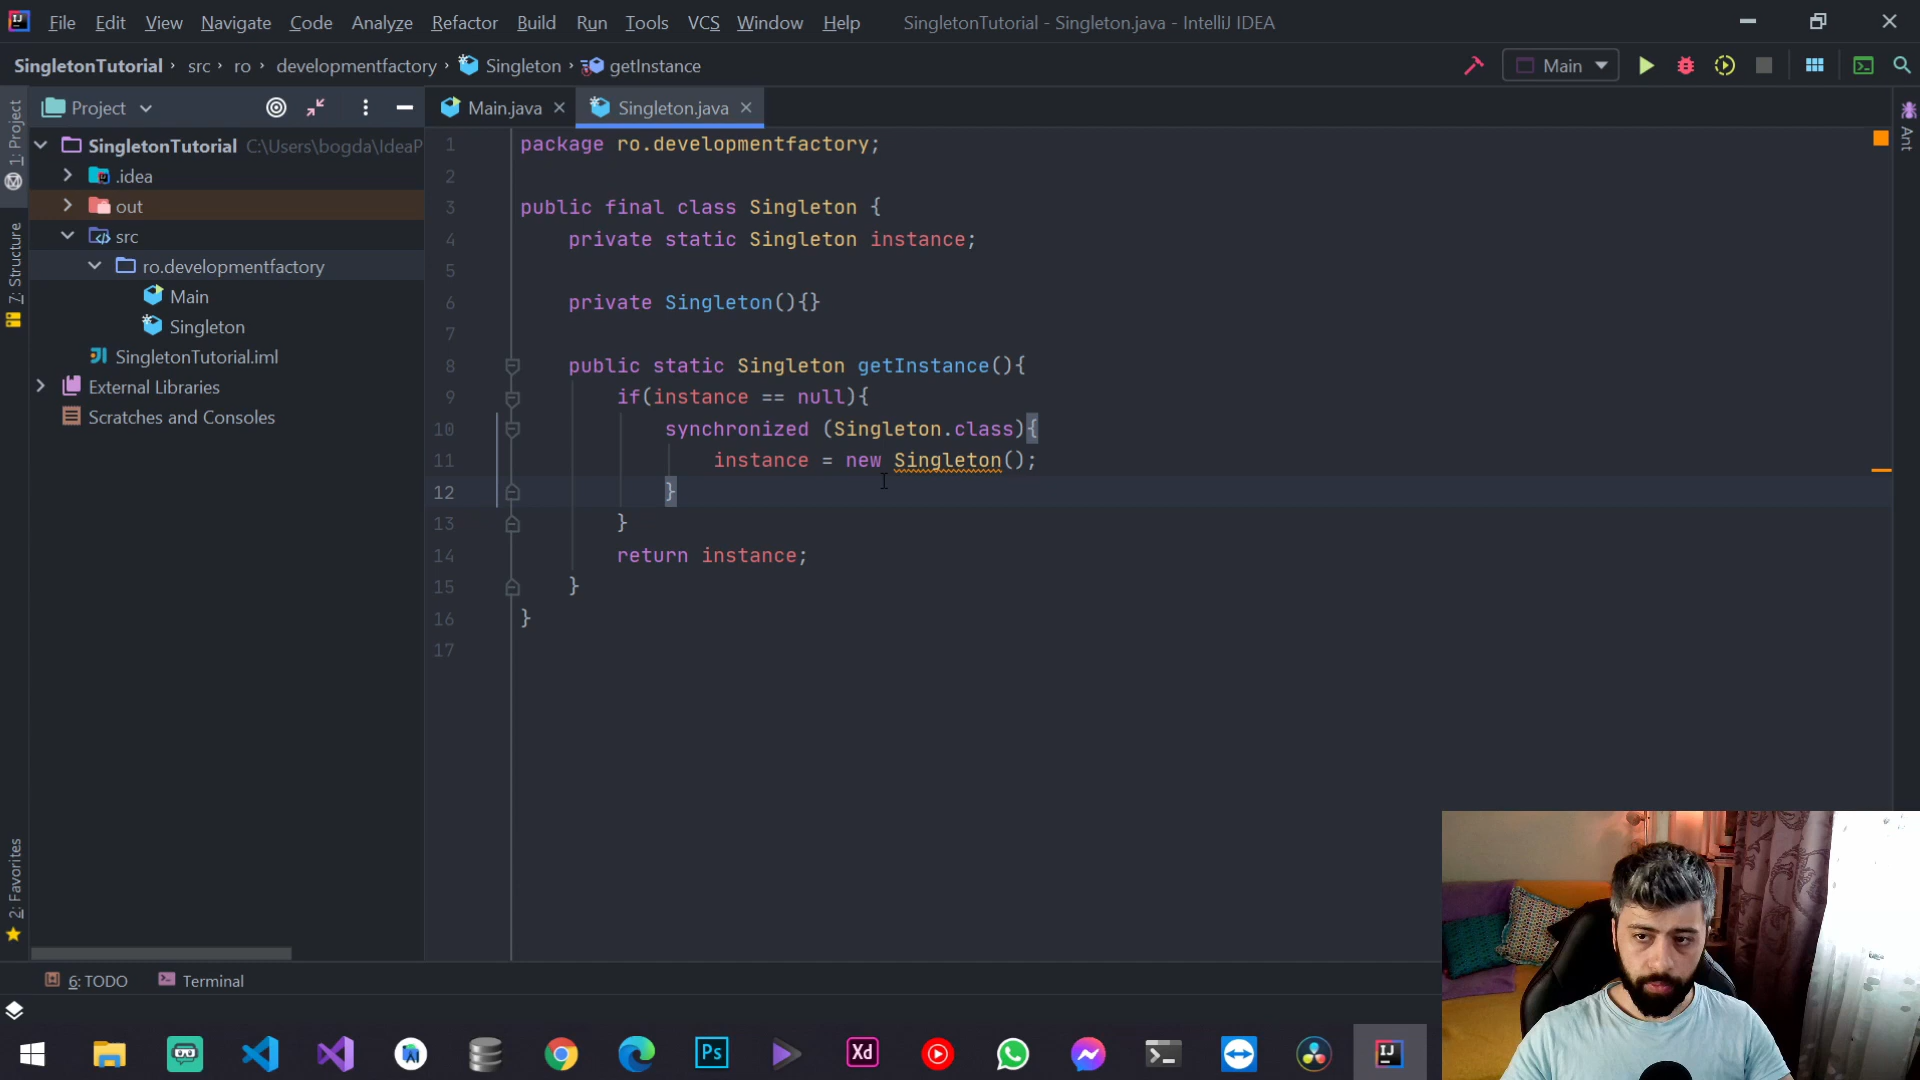 File Edit View Navigate Code Analyze Refactor Build Run Tools VCS Window Help SingletonTutorial - Singleton.java - IntelliJ IDEA
SingletonTutorial › src › ro › developmentfactory › Singleton › getInstance Main
Project Main.java Singleton.java
1: Project
7: Structure
2: Favorites
Ant
SingletonTutorial C:\Users\bogda\IdeaP
.idea
out
src
ro.developmentfactory
Main
Singleton
SingletonTutorial.iml
External Libraries
Scratches and Consoles
1 package ro.developmentfactory;
2
3 public final class Singleton {
4 private static Singleton instance;
5
6 private Singleton(){}
7
8 public static Singleton getInstance(){
9 if(instance == null){
10 synchronized (Singleton.class){
11 instance = new Singleton();
12 }
13 }
14 return instance;
15 }
16 }
17
6: TODO Terminal
Ps Xd IJ